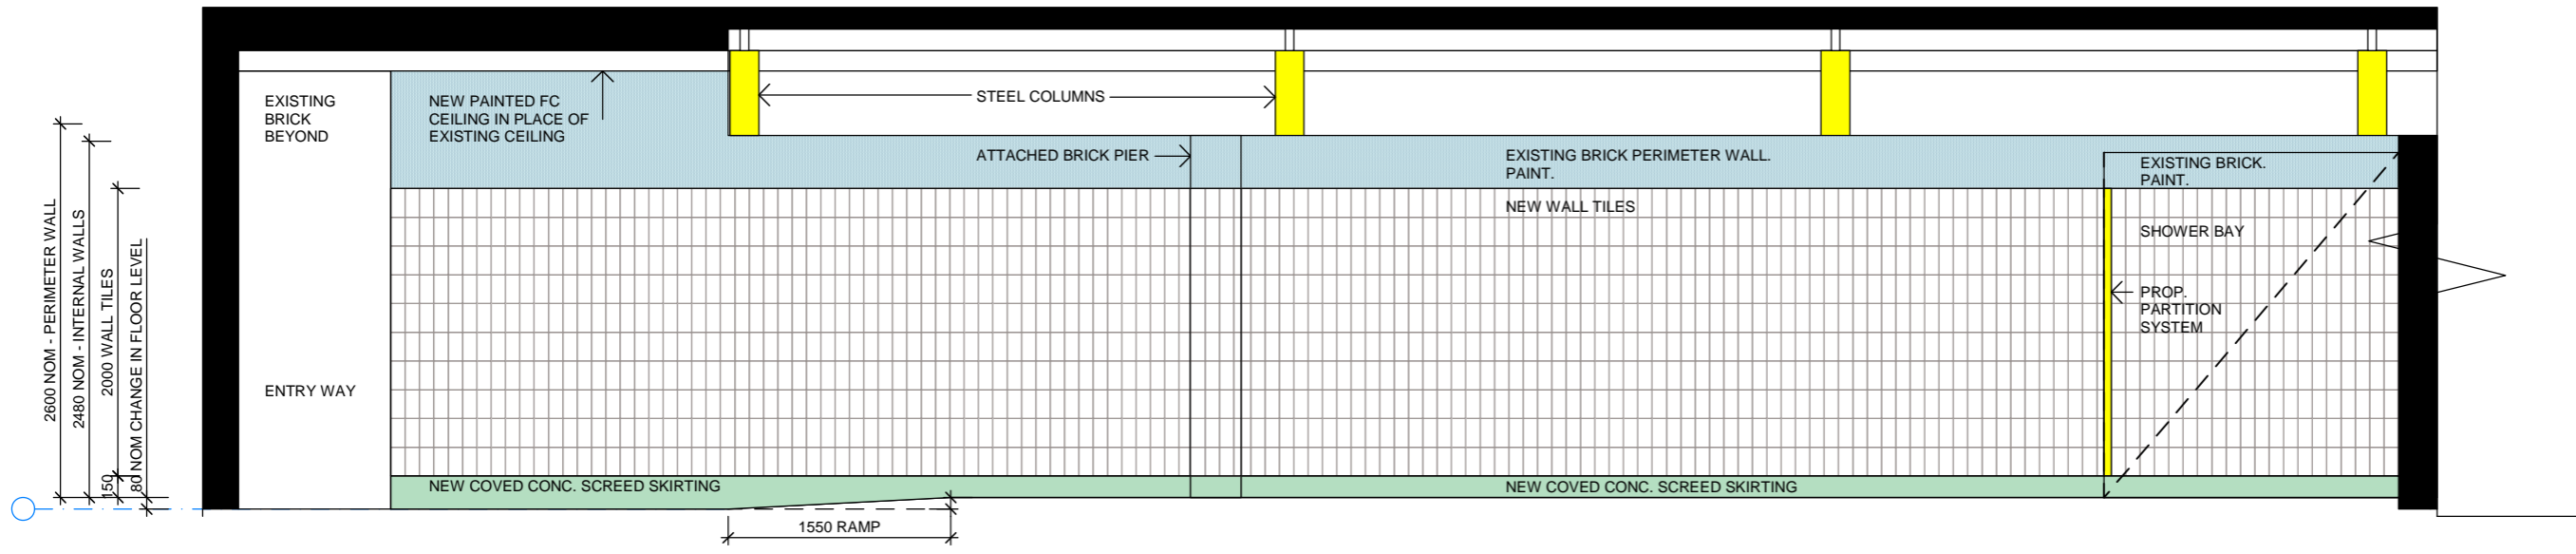 EXISTING
BRICK
BEYOND
NEW PAINTED FC
CEILING IN PLACE OF
EXISTING CEILING
STEEL COLUMNS
ATTACHED BRICK PIER
EXISTING BRICK PERIMETER WALL.
PAINT.
EXISTING BRICK.
PAINT.
NEW WALL TILES
SHOWER BAY
PROP.
PARTITION
SYSTEM
ENTRY WAY
2600 NOM - PERIMETER WALL
2480 NOM - INTERNAL WALLS
2000 WALL TILES
150
80 NOM CHANGE IN FLOOR LEVEL
NEW COVED CONC. SCREED SKIRTING
NEW COVED CONC. SCREED SKIRTING
1550 RAMP